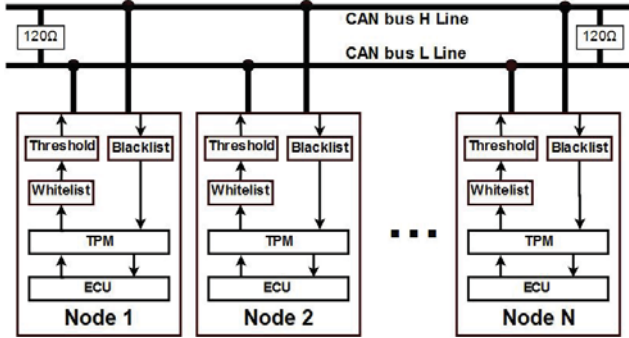 CAN bus H Line
120Ω
120Ω
CAN bus L Line
Threshold
Blacklist
Whitelist
TPM
ECU
Node 1
Threshold
Blacklist
Whitelist
TPM
ECU
Node 2
...
Threshold
Blacklist
Whitelist
TPM
ECU
Node N